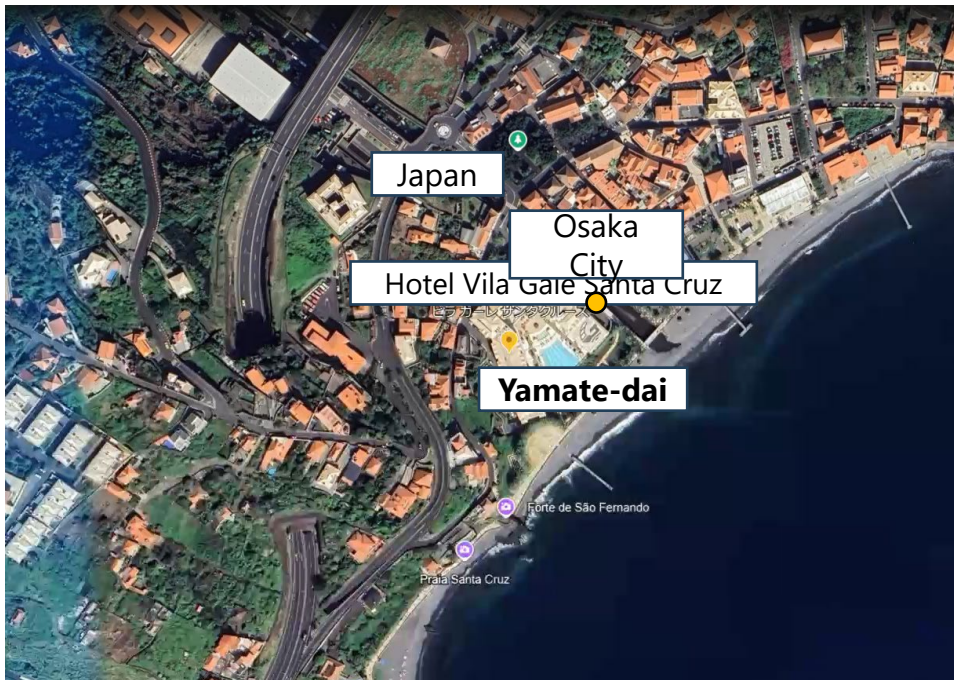 Japan
Osaka
City
Hotel Vila Galé Santa Cruz
ビラ ガーレ サンタクルーズ
Yamate-dai
Forte de São Fernando
Praia Santa Cruz